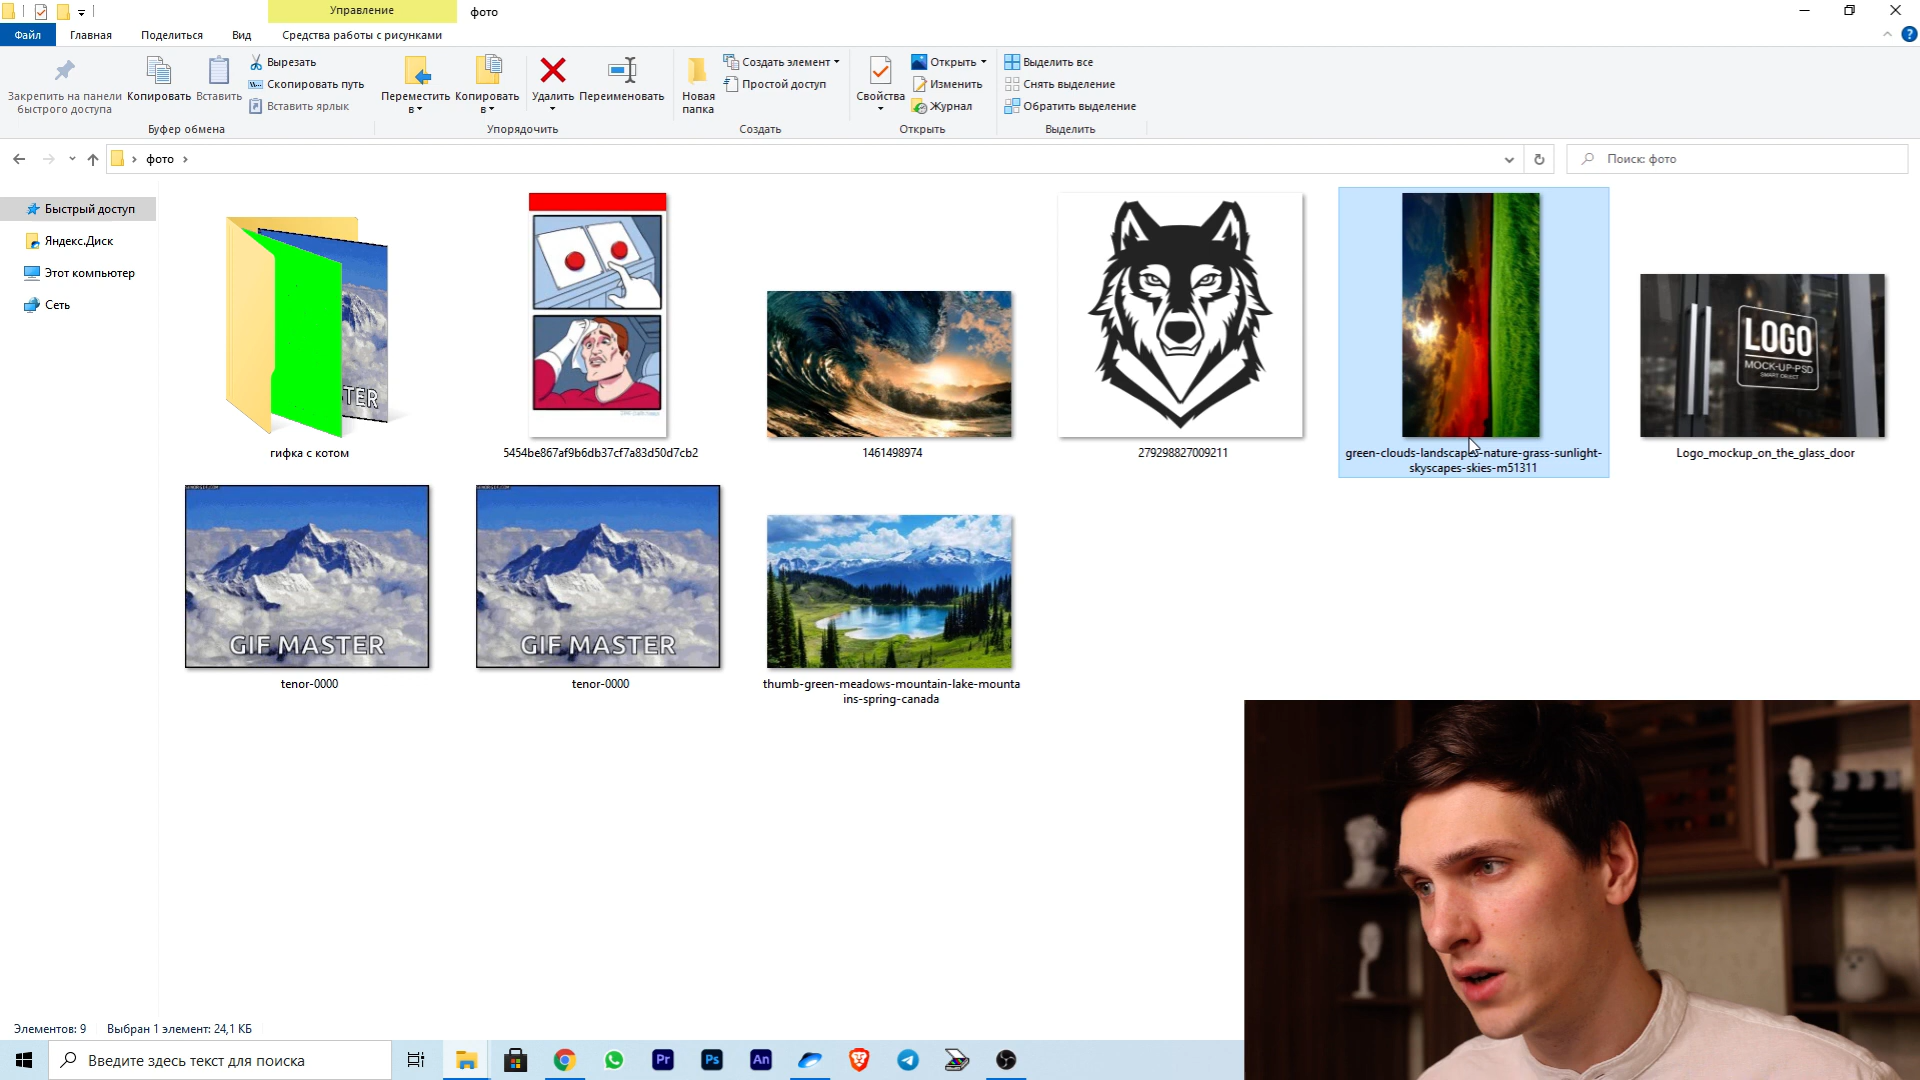 Управление
фото
Файл
Главная
Поделиться
Вид
Средства работы с рисунками
Закрепить на панели
быстрого доступа
Копировать
Вставить
Вырезать
Скопировать путь
Вставить ярлык
Буфер обмена
Переместить
в
Копировать
в
Удалить
Переименовать
Упорядочить
Новая
папка
Создать элемент
Простой доступ
Создать
Свойства
Открыть
Изменить
Журнал
Открыть
Выделить все
Снять выделение
Обратить выделение
Выделить
фото
Поиск: фото
Быстрый доступ
Яндекс.Диск
Этот компьютер
Сеть
STER
LOGO
MOCK-UP-PSD
SMART OBJECT
гифка с котом
5454be867af9b6db37cf7a83d50d7cb2
1461498974
279298827009211
green-clouds-landscapes-nature-grass-sunlight-
skyscapes-skies-m51311
Logo_mockup_on_the_glass_door
GIF MASTER
GIF MASTER
tenor-0000
tenor-0000
thumb-green-meadows-mountain-lake-mounta
ins-spring-canada
Элементов: 9
Выбран 1 элемент: 24,1 КБ
Введите здесь текст для поиска
Pr
Ps
An